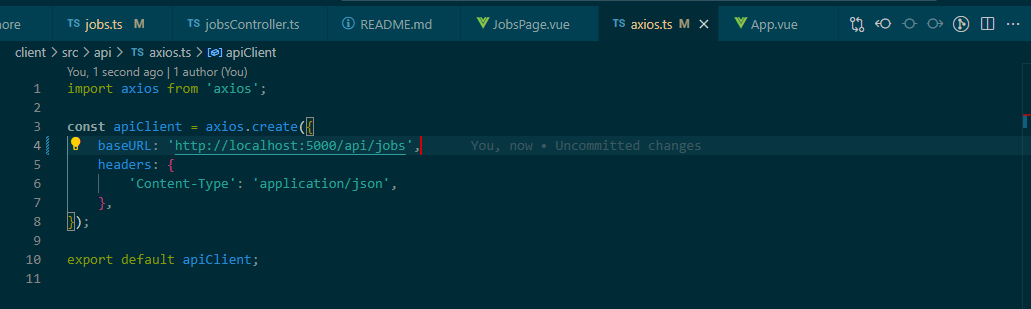 nore TS jobs.ts M TS jobsController.ts README.md JobsPage.vue TS axios.ts M App.vue
client > src > api > TS axios.ts > apiClient
You, 1 second ago | 1 author (You)
1 import axios from 'axios';
2
3 const apiClient = axios.create({
4 baseURL: 'http://localhost:5000/api/jobs', You, now • Uncommitted changes
5 headers: {
6 'Content-Type': 'application/json',
7 },
8 });
9
10 export default apiClient;
11